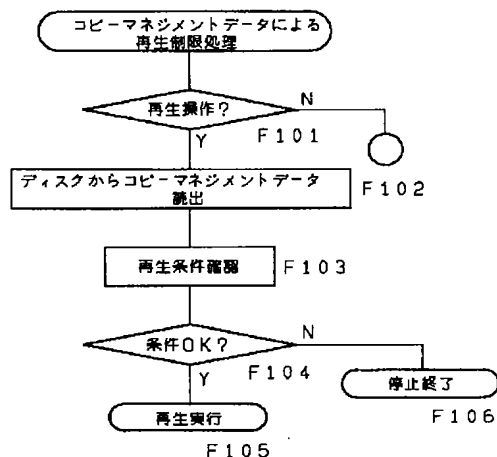 コピーマネジメントデータによる
再生制限処理
再生操作?
N
Y
F101
ディスクからコピーマネジメントデータ
読出
F102
再生条件確認
F103
条件OK?
N
Y
F104
停止終了
再生実行
F106
F105